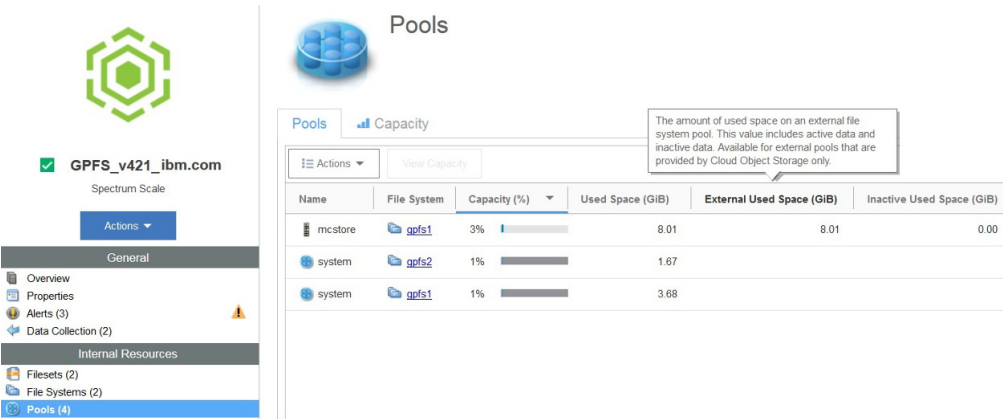 Pools
GPFS_v421_ibm.com
Spectrum Scale
Actions
General
Overview
Properties
Alerts (3)
Data Collection (2)
Internal Resources
Filesets (2)
File Systems (2)
Pools (4)
Pools Capacity
The amount of used space on an external file
system pool. This value includes active data and
inactive data. Available for external pools that are
provided by Cloud Object Storage only.
Actions View Capacity
Name File System Capacity (%) Used Space (GiB) External Used Space (GiB) Inactive Used Space (GiB)
mcstore gpfs1 3% 8.01 8.01 0.00
system gpfs2 1% 1.67
system gpfs1 1% 3.68